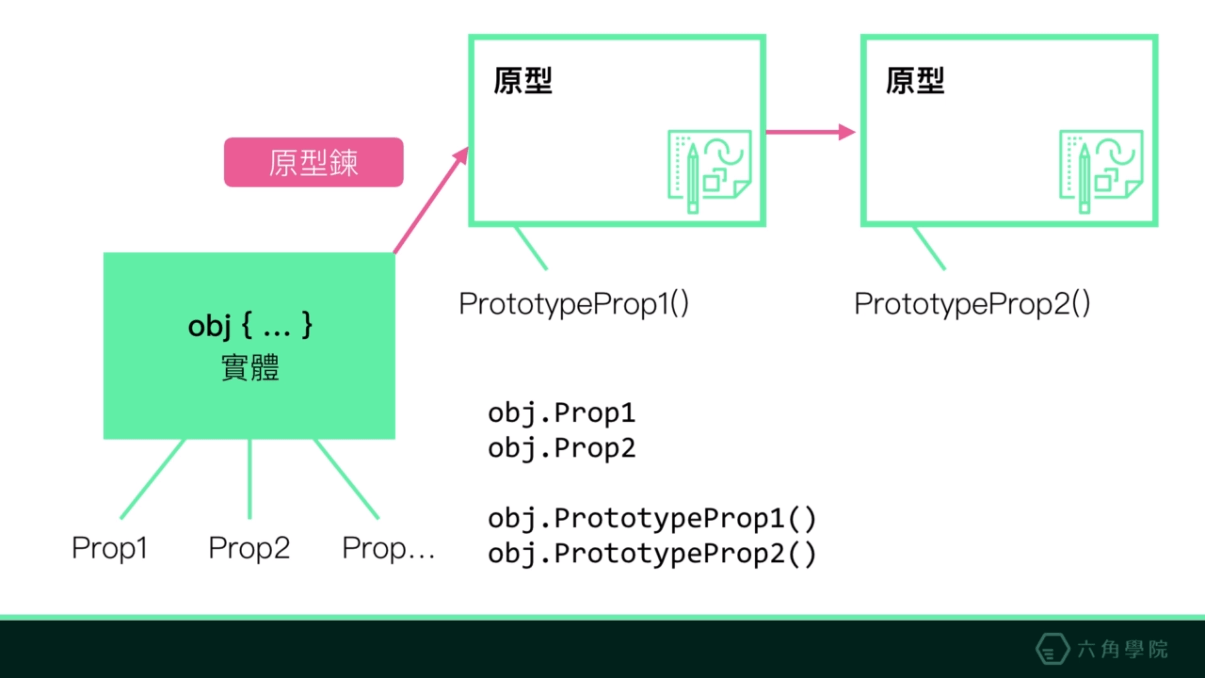 原型
原型
原型鍊
PrototypeProp1()
PrototypeProp2()
obj { ... }
實體
obj.Prop1
obj.Prop2
obj.PrototypeProp1()
obj.PrototypeProp2()
Prop1
Prop2
Prop...
六角學院